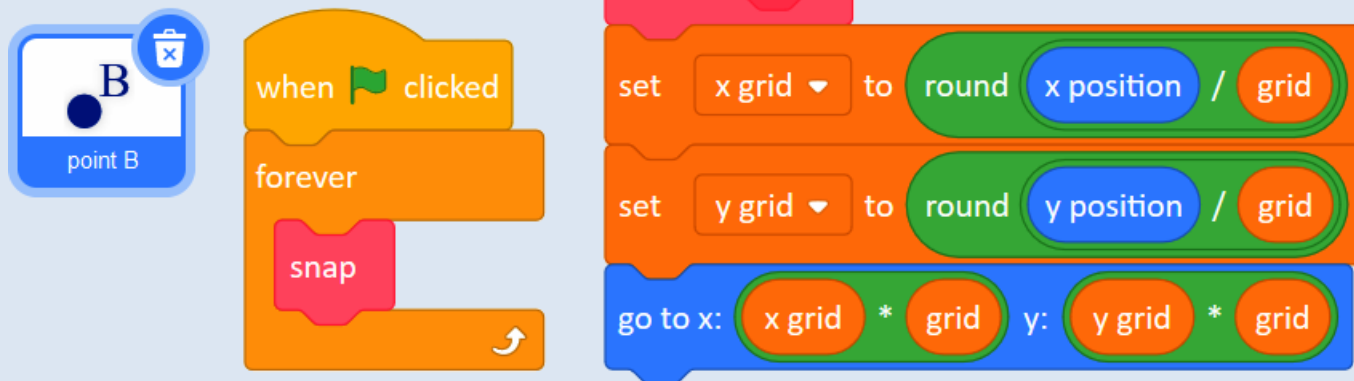 B
point B
when clicked
forever
snap
set x grid to round x position / grid
set y grid to round y position / grid
go to x: x grid * grid y: y grid * grid